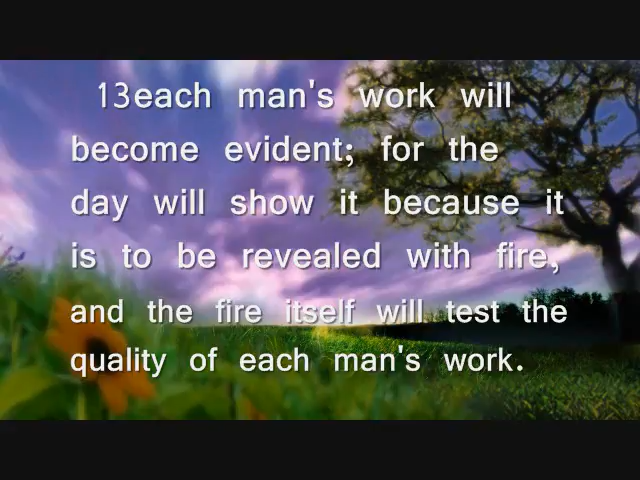 13each man's work will
become evident; for the
day will show it because it
is to be revealed with fire,
and the fire itself will test the
quality of each man's work.